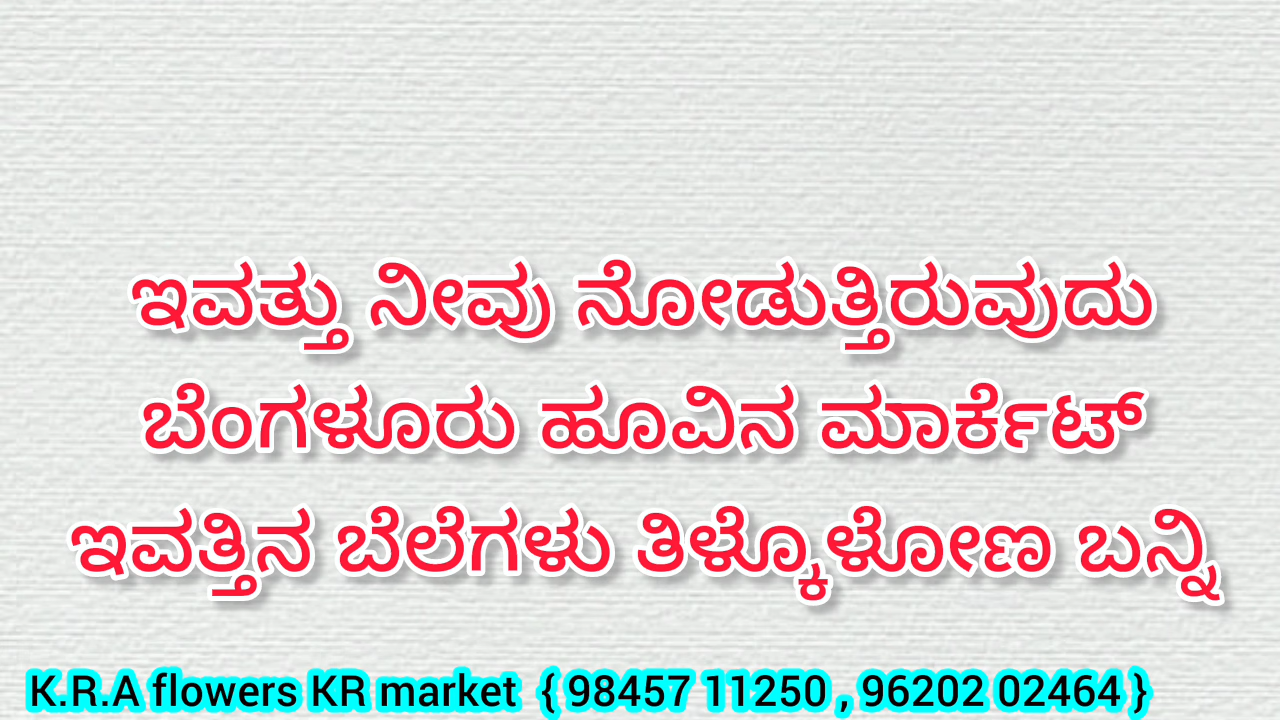 ಇವತ್ತು ನೀವು ನೋಡುತ್ತಿರುವುದು
ಬೆಂಗಳೂರು ಹೂವಿನ ಮಾರ್ಕೆಟ್
ಇವತ್ತಿನ ಬೆಲೆಗಳು ತಿಳ್ಕೊಳೋಣ ಬನ್ನಿ
K.R.A flowers KR market { 98457 11250 , 96202 02464 }